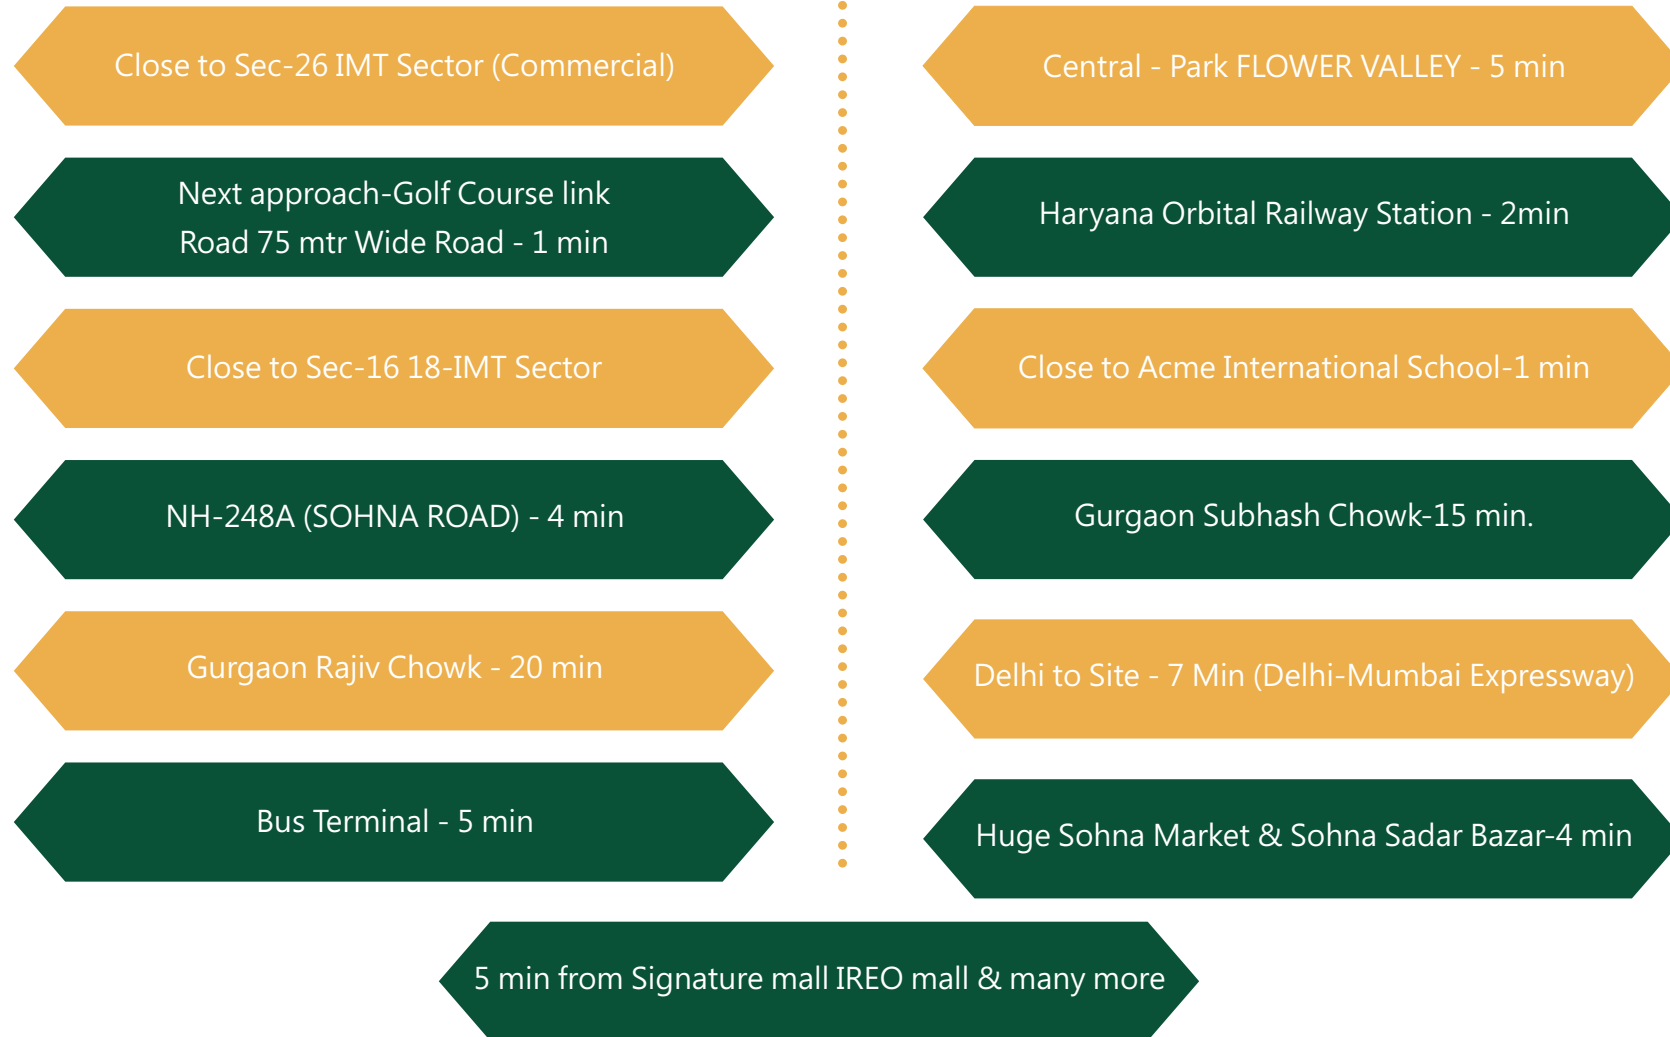 Close to Sec-26 IMT Sector (Commercial)
Next approach-Golf Course link
Road 75 mtr Wide Road - 1 min
Close to Sec-16 18-IMT Sector
NH-248A (SOHNA ROAD) - 4 min
Gurgaon Rajiv Chowk - 20 min
Bus Terminal - 5 min
Central - Park FLOWER VALLEY - 5 min
Haryana Orbital Railway Station - 2min
Close to Acme International School-1 min
Gurgaon Subhash Chowk-15 min.
Delhi to Site - 7 Min (Delhi-Mumbai Expressway)
Huge Sohna Market & Sohna Sadar Bazar-4 min
5 min from Signature mall IREO mall & many more